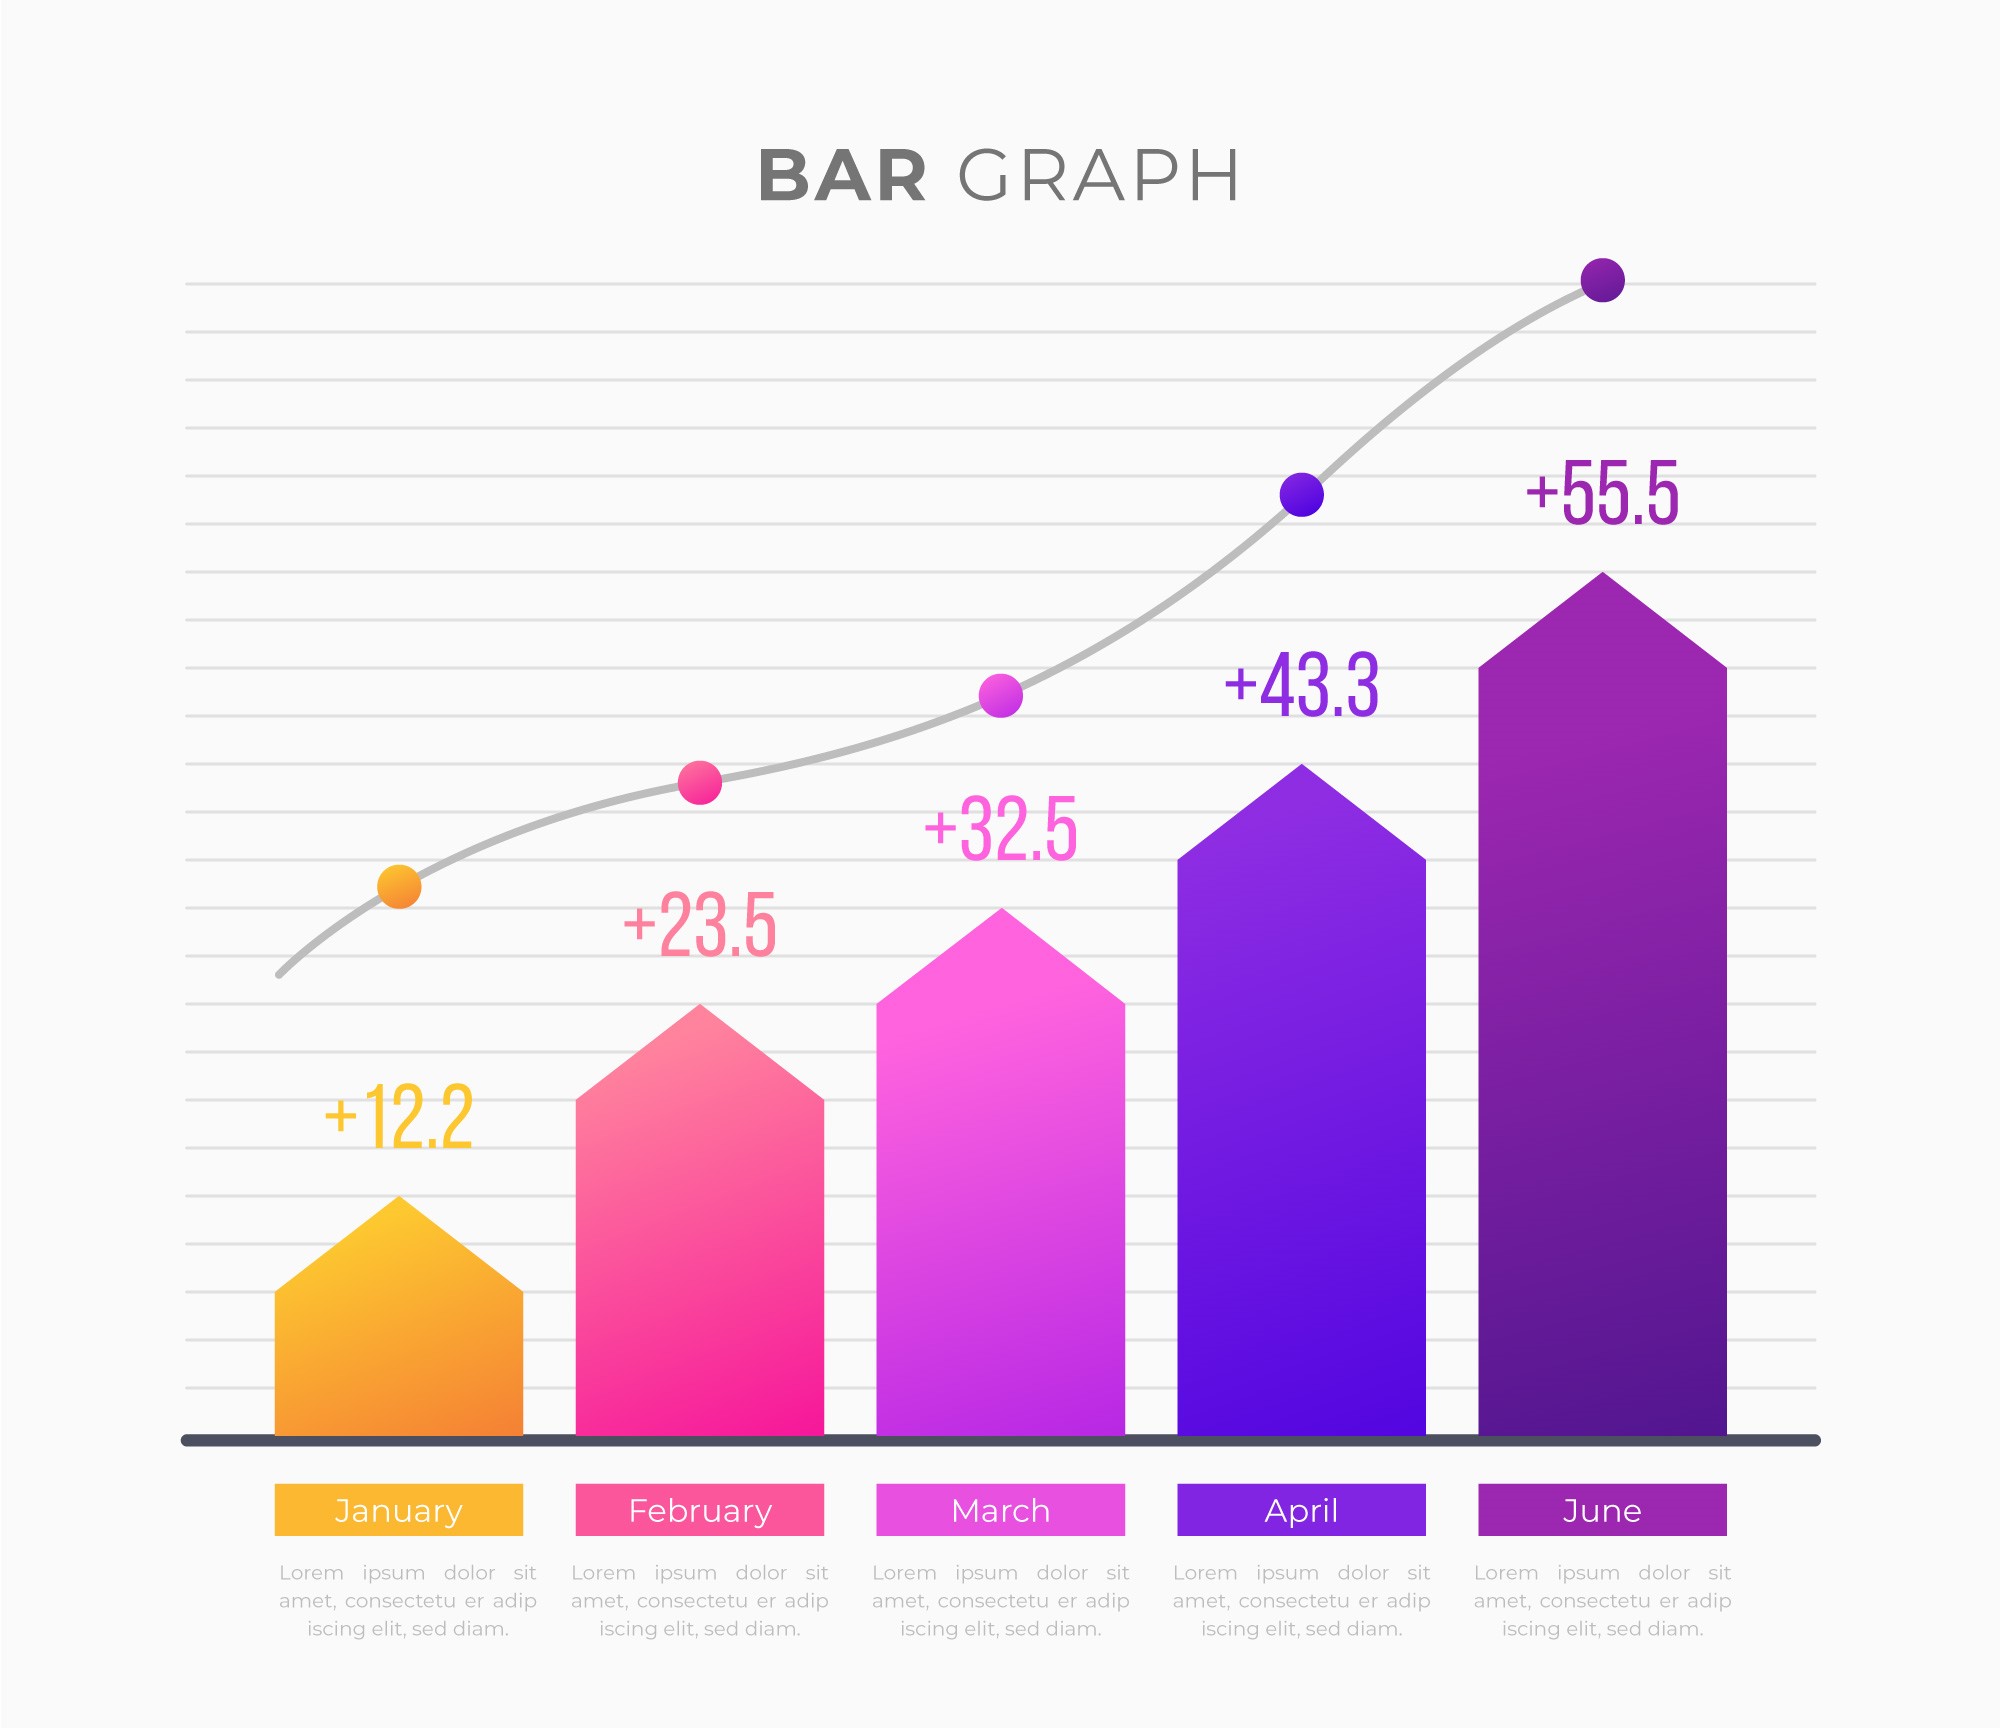 BAR GRAPH
+55.5
+43.3
+32.5
+23.5
+12.2
January February March April June
Lorem ipsum dolor sit
amet, consectetu er adip
iscing elit, sed diam.
Lorem ipsum dolor sit
amet, consectetu er adip
iscing elit, sed diam.
Lorem ipsum dolor sit
amet, consectetu er adip
iscing elit, sed diam.
Lorem ipsum dolor sit
amet, consectetu er adip
iscing elit, sed diam.
Lorem ipsum dolor sit
amet, consectetu er adip
iscing elit, sed diam.